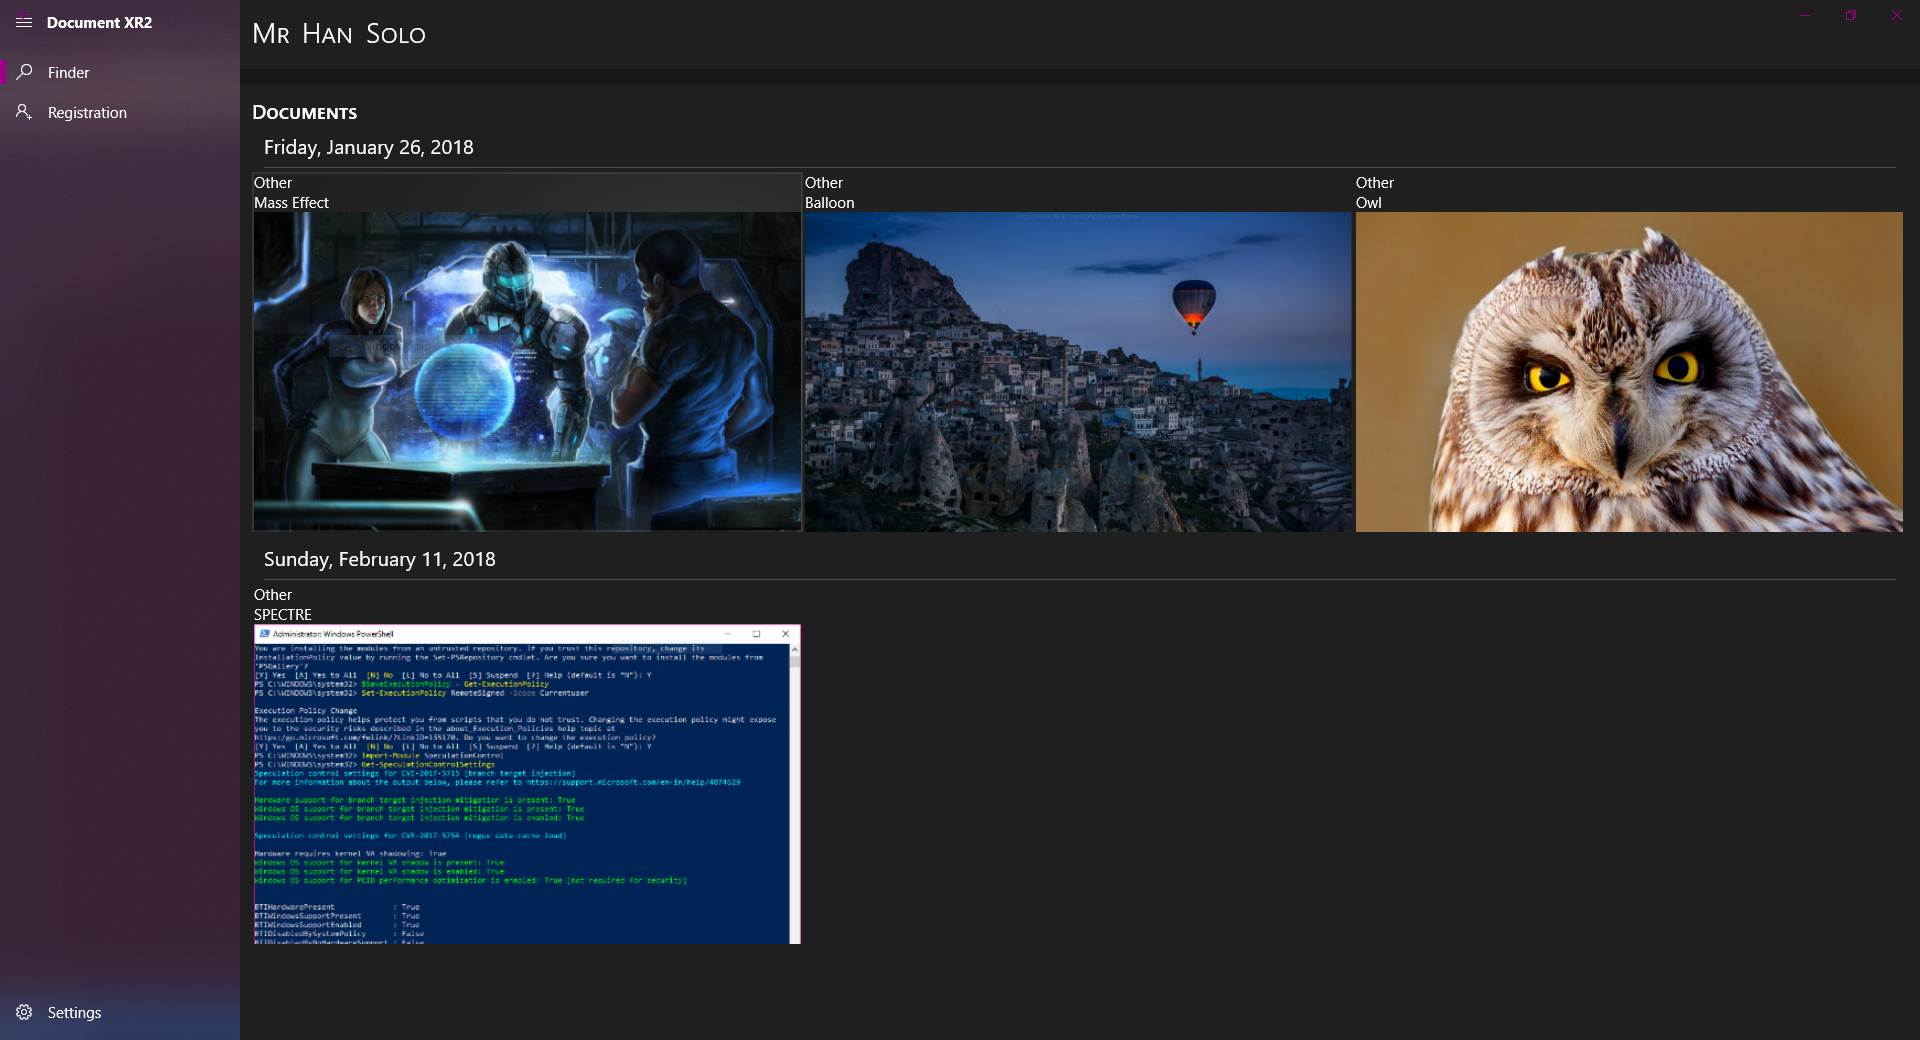 Document XR2
Finder
Registration
Settings
Mr Han Solo
Documents
Friday, January 26, 2018
Other
Mass Effect
Other
Balloon
Other
Owl
Sunday, February 11, 2018
Other
SPECTRE
Administrator: Windows PowerShell
You are installing the modules from an untrusted repository. If you trust this repository, change its
InstallationPolicy value by running the Set-PSRepository cmdlet. Are you sure you want to install the modules from
'PSGallery'?
[Y] Yes [A] Yes to All [N] No [L] No to All [S] Suspend [?] Help (default is "N"): Y
PS C:\WINDOWS\system32> $SaveExecutionPolicy = Get-ExecutionPolicy
PS C:\WINDOWS\system32> Set-ExecutionPolicy RemoteSigned -Scope Currentuser
Execution Policy Change
The execution policy helps protect you from scripts that you do not trust. Changing the execution policy might expose
you to the security risks described in the about_Execution_Policies help topic at
https:/go.microsoft.com/fwlink/?LinkID=135170. Do you want to change the execution policy?
[Y] Yes [A] Yes to All [N] No [L] No to All [S] Suspend [?] Help (default is "N"): Y
PS C:\WINDOWS\system32> Import-Module SpeculationControl
PS C:\WINDOWS\system32> Get-SpeculationControlSettings
Speculation control settings for CVE-2017-5715 [branch target injection]
For more information about the output below, please refer to https://support.microsoft.com/en-in/help/4074629
Hardware support for branch target injection mitigation is present: True
Windows OS support for branch target injection mitigation is present: True
Windows OS support for branch target injection mitigation is enabled: True
Speculation control settings for CVE-2017-5754 [rogue data cache load]
Hardware requires kernel VA shadowing: True
Windows OS support for kernel VA shadow is present: True
Windows OS support for kernel VA shadow is enabled: True
Windows OS support for PCID performance optimization is enabled: True [not required for security]
BTIHardwarePresent : True
BTIWindowsSupportPresent : True
BTIWindowsSupportEnabled : True
BTIDisabledBySystemPolicy : False
BTIDisabledByNoHardwareSupport : False